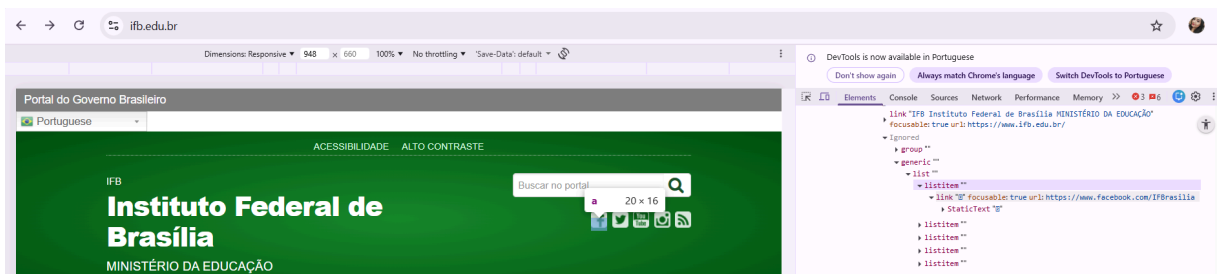 ifb.edu.br
Dimensions: Responsive ▼ 948 x 660 100% ▼ No throttling ▼ 'Save-Data': default ▼
DevTools is now available in Portuguese
Don't show again Always match Chrome's language Switch DevTools to Portuguese
Portal do Governo Brasileiro
Elements Console Sources Network Performance Memory >> 3 6
Portuguese
link "IFB Instituto Federal de Brasília MINISTÉRIO DA EDUCAÇÃO"
focusable: true url: https://www.ifb.edu.br/
Ignored
group ""
generic ""
list ""
listitem ""
link "" focusable: true url: https://www.facebook.com/IFBrasilia
StaticText ""
listitem ""
listitem ""
listitem ""
listitem ""
ACESSIBILIDADE ALTO CONTRASTE
IFB
Buscar no portal
a 20 × 16
Instituto Federal de
Brasília
MINISTÉRIO DA EDUCAÇÃO
You Tube